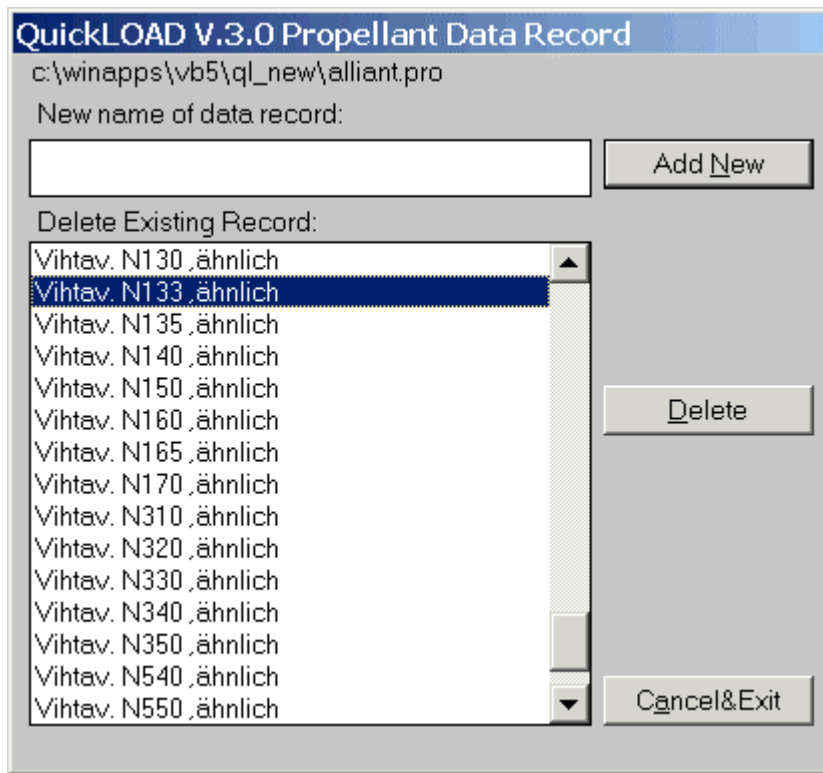 QuickLOAD V.3.0 Propellant Data Record
c:\winapps\vb5\ql_new\alliant.pro
New name of data record:
Add New
Delete Existing Record:
Vihtav. N130 ,ähnlich
Vihtav. N133 ,ähnlich
Vihtav. N135 ,ähnlich
Vihtav. N140 ,ähnlich
Vihtav. N150 ,ähnlich
Delete
Vihtav. N160 ,ähnlich
Vihtav. N165 ,ähnlich
Vihtav. N170 ,ähnlich
Vihtav. N310 ,ähnlich
Vihtav. N320 ,ähnlich
Vihtav. N330 ,ähnlich
Vihtav. N340 ,ähnlich
Vihtav. N350 ,ähnlich
Vihtav. N540 ,ähnlich
Vihtav. N550 ,ähnlich
Cancel&Exit